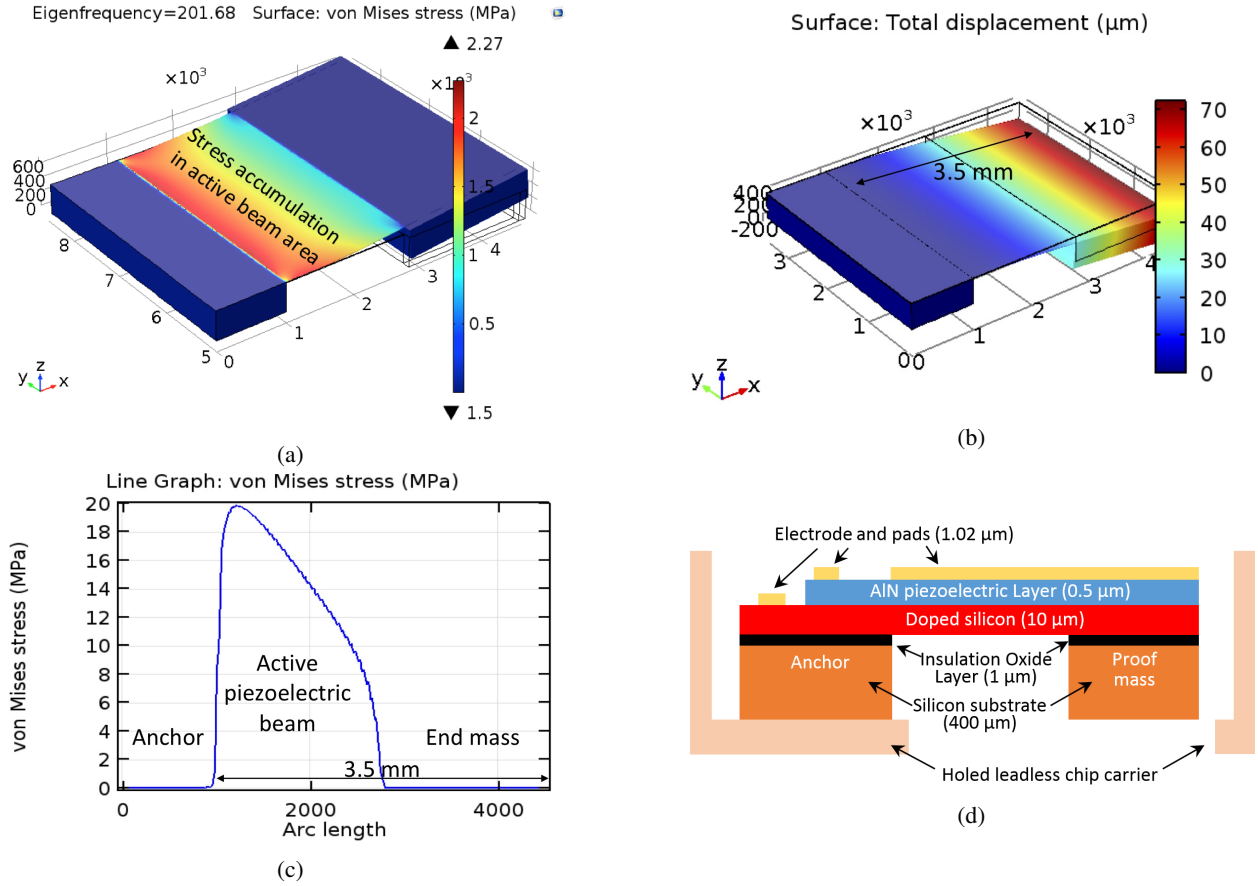 Eigenfrequency=201.68 Surface: von Mises stress (MPa)
▲ 2.27
×10³
×10³
2
1.5
1
0.5
▼ 1.5
Stress accumulation
in active beam area
600
400
200
0
8
7
6
5
0
1
2
3
4
y z x
(a)
Surface: Total displacement (µm)
×10³
×10³
3.5 mm
400
200
0
-200
3
2
1
0
0
1
2
3
4
70
60
50
40
30
20
10
0
y z x
(b)
Line Graph: von Mises stress (MPa)
von Mises stress (MPa)
20
18
16
14
12
10
8
6
4
2
0
Active
piezoelectric
beam
Anchor
End mass
3.5 mm
0 2000 4000
Arc length
(c)
Electrode and pads (1.02 µm)
AlN piezoelectric Layer (0.5 µm)
Doped silicon (10 µm)
Anchor
Insulation Oxide
Layer (1 µm)
Proof
mass
Silicon substrate
(400 µm)
Holed leadless chip carrier
(d)